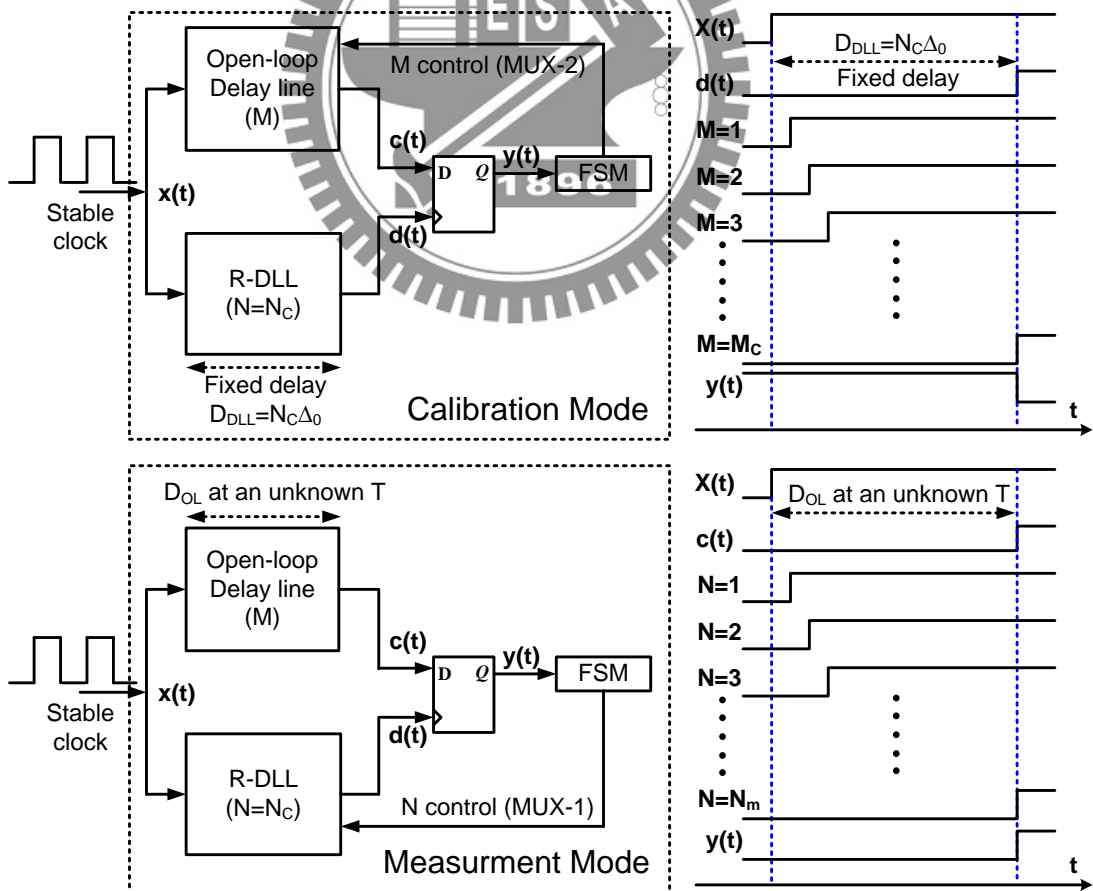 Open-loop
Delay line
(M)
M control (MUX-2)
c(t)
D
Q
y(t)
FSM
1896
ES A
Stable
clock
x(t)
d(t)
R-DLL
(N=NC)
Fixed delay
DDLL=NCΔ0
Calibration Mode
X(t)
DDLL=NCΔ0
d(t)
Fixed delay
M=1
M=2
M=3
M=MC
y(t)
t
DOL at an unknown T
Open-loop
Delay line
(M)
c(t)
D
Q
y(t)
FSM
Stable
clock
x(t)
d(t)
R-DLL
(N=NC)
N control (MUX-1)
Measurment Mode
X(t)
DOL at an unknown T
c(t)
N=1
N=2
N=3
N=Nm
y(t)
t